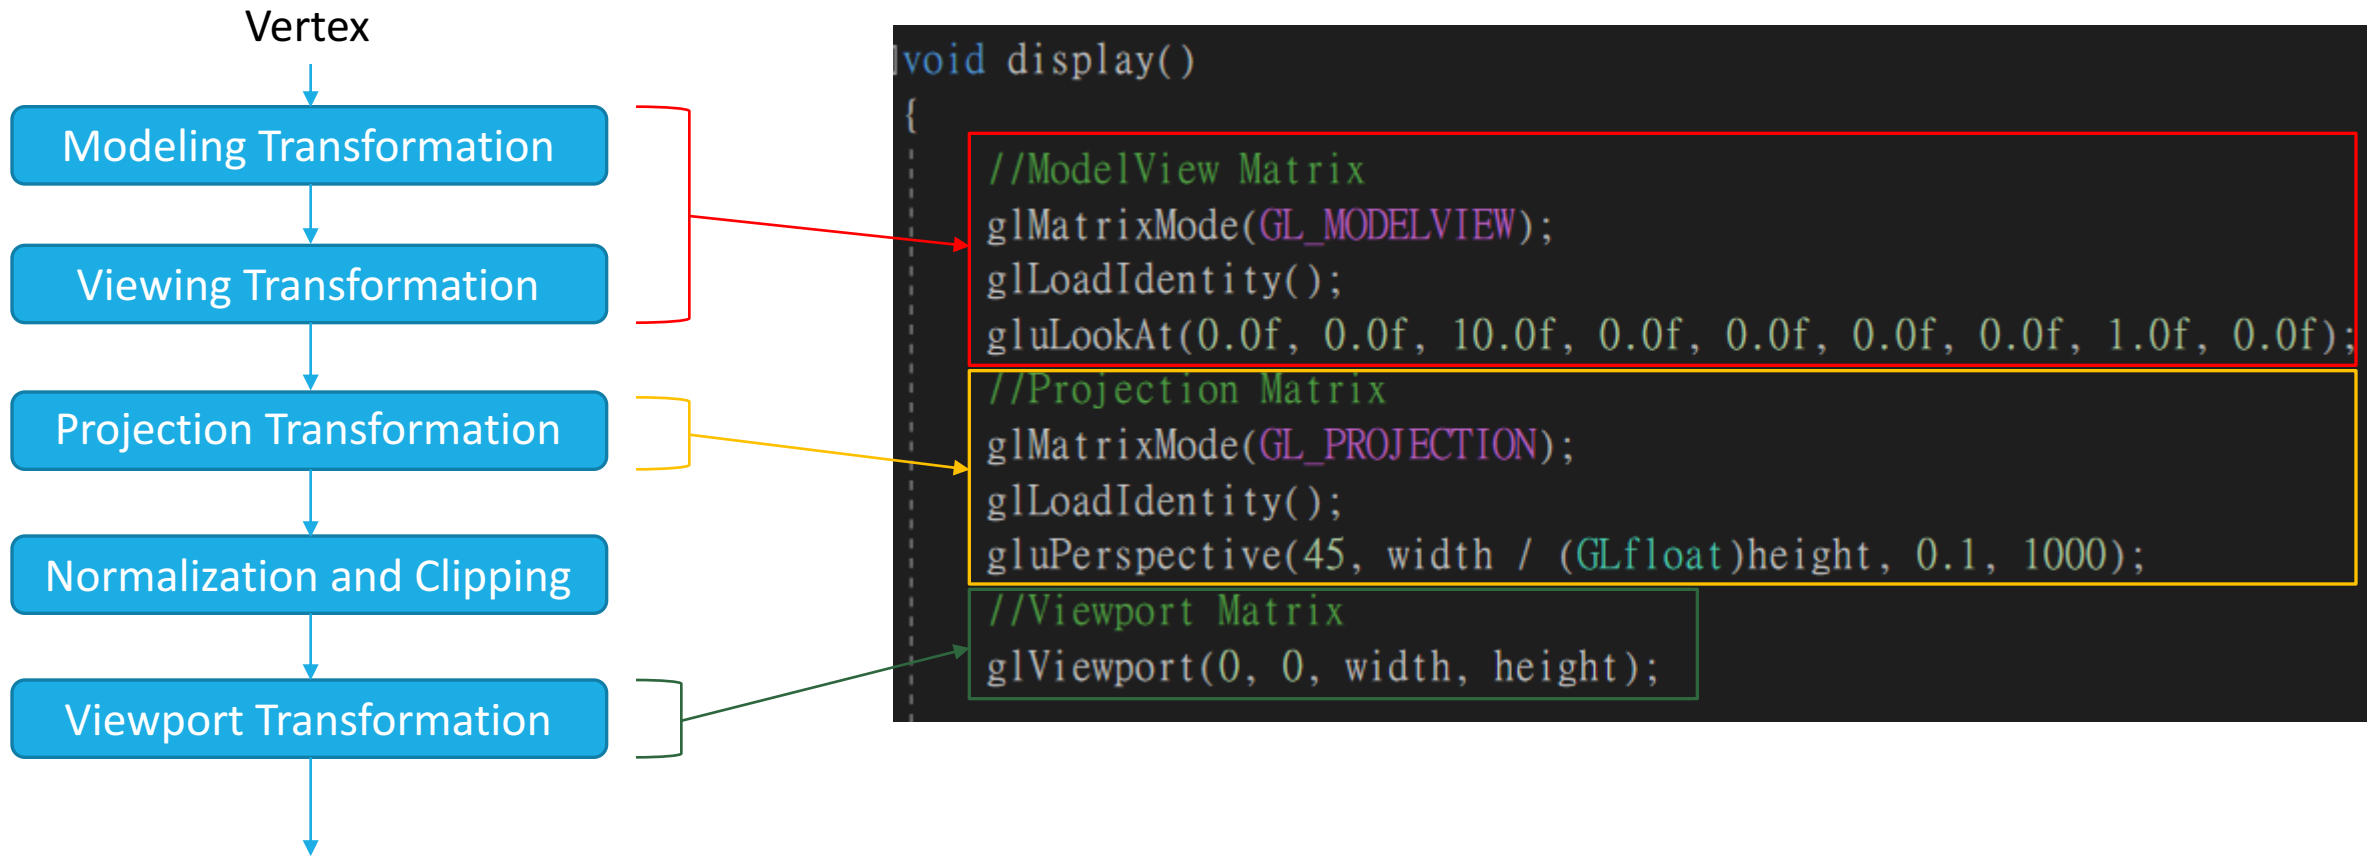 Vertex
Modeling Transformation
Viewing Transformation
Projection Transformation
Normalization and Clipping
Viewport Transformation
void display()
{
//ModelView Matrix
glMatrixMode(GL_MODELVIEW);
glLoadIdentity();
gluLookAt(0.0f, 0.0f, 10.0f, 0.0f, 0.0f, 0.0f, 0.0f, 1.0f, 0.0f);
//Projection Matrix
glMatrixMode(GL_PROJECTION);
glLoadIdentity();
gluPerspective(45, width / (GLfloat)height, 0.1, 1000);
//Viewport Matrix
glViewport(0, 0, width, height);